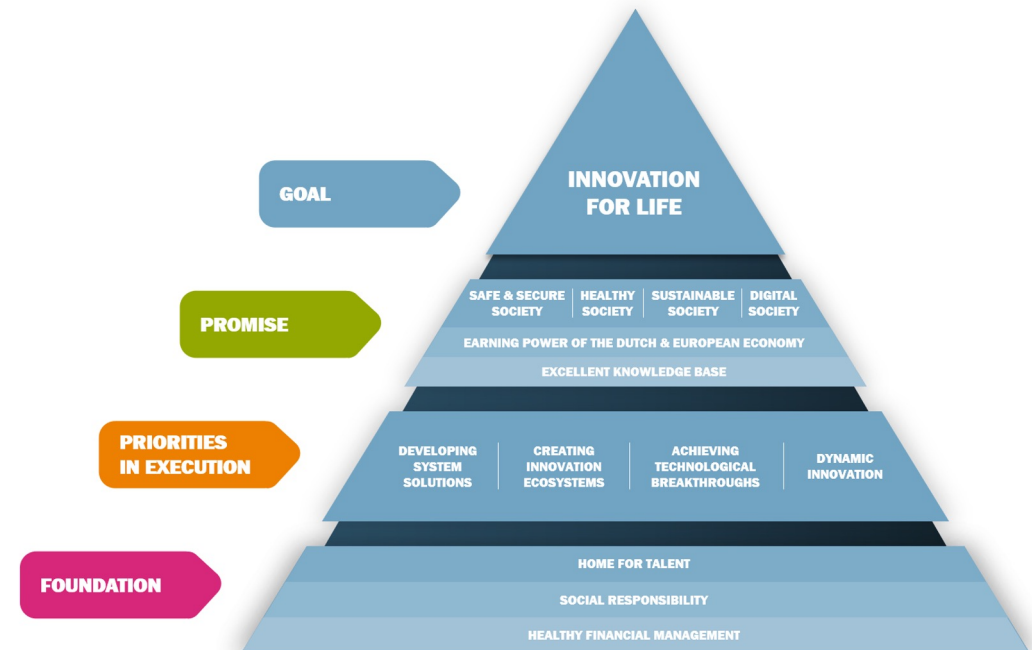 GOAL
INNOVATION
FOR LIFE
PROMISE
SAFE & SECURE
SOCIETY
HEALTHY
SOCIETY
SUSTAINABLE
SOCIETY
DIGITAL
SOCIETY
EARNING POWER OF THE DUTCH & EUROPEAN ECONOMY
EXCELLENT KNOWLEDGE BASE
PRIORITIES
IN EXECUTION
DEVELOPING
SYSTEM
SOLUTIONS
CREATING
INNOVATION
ECOSYSTEMS
ACHIEVING
TECHNOLOGICAL
BREAKTHROUGHS
DYNAMIC
INNOVATION
FOUNDATION
HOME FOR TALENT
SOCIAL RESPONSIBILITY
HEALTHY FINANCIAL MANAGEMENT